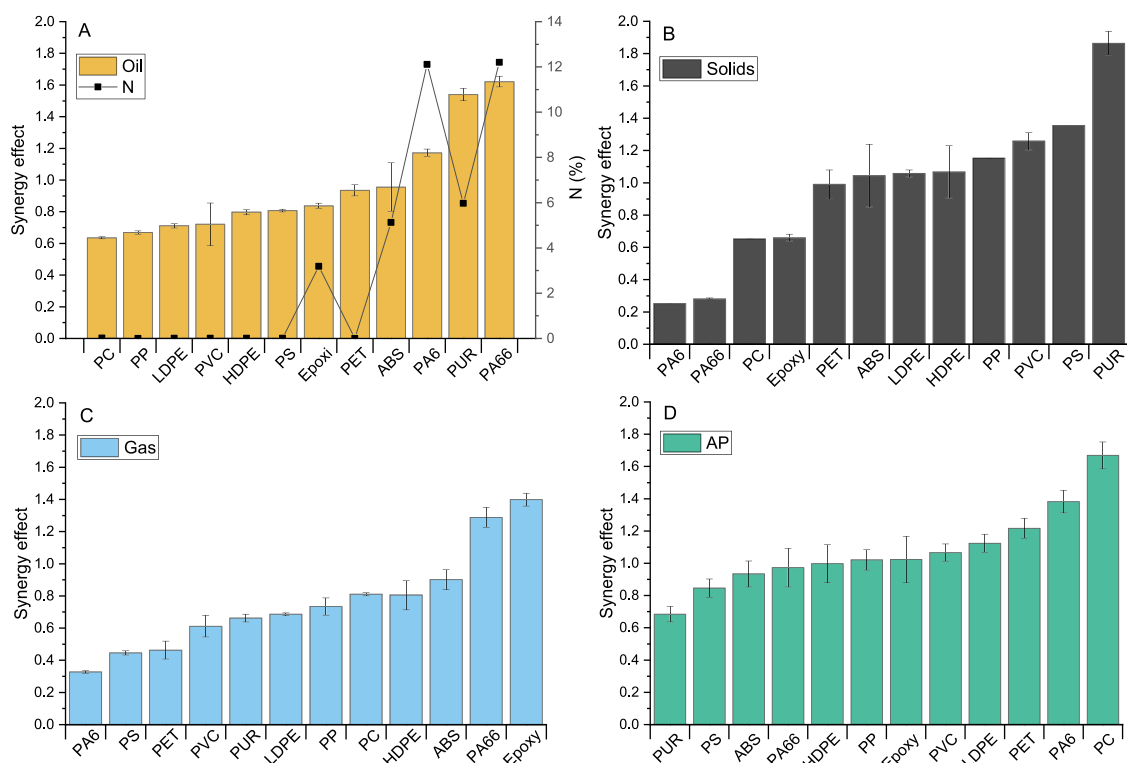 A
Oil
N
Synergy effect
N (%)
2.0
1.8
1.6
1.4
1.2
1.0
0.8
0.6
0.4
0.2
0.0
14
12
10
8
6
4
2
0
PC PP LDPE PVC HDPE PS Epoxi PET ABS PA6 PUR PA66
B
Solids
Synergy effect
2.0
1.8
1.6
1.4
1.2
1.0
0.8
0.6
0.4
0.2
0.0
PA6 PA66 PC Epoxy PET ABS LDPE HDPE PP PVC PS PUR
C
Gas
Synergy effect
2.0
1.8
1.6
1.4
1.2
1.0
0.8
0.6
0.4
0.2
0.0
PA6 PS PET PVC PUR LDPE PP PC HDPE ABS PA66 Epoxy
D
AP
Synergy effect
2.0
1.8
1.6
1.4
1.2
1.0
0.8
0.6
0.4
0.2
0.0
PUR PS ABS PA66 HDPE PP Epoxy PVC LDPE PET PA6 PC